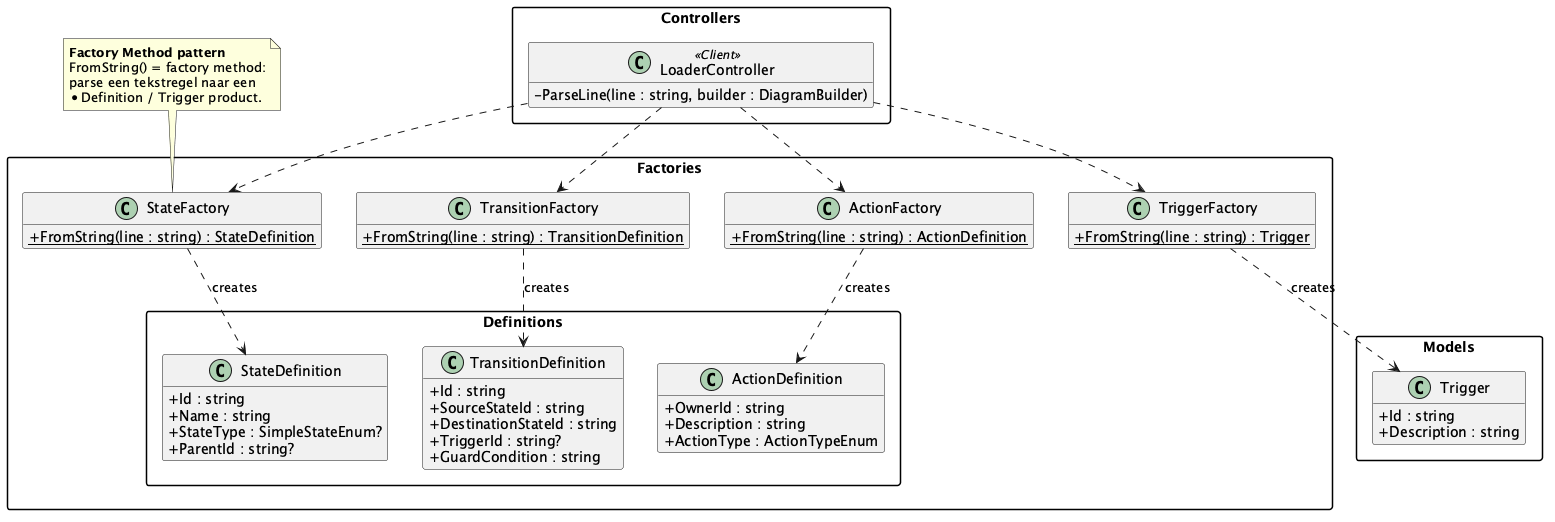 Controllers
«Client»
LoaderController
-ParseLine(line : string, builder : DiagramBuilder)
Factory Method pattern
FromString() = factory method:
parse een tekstregel naar een
• Definition / Trigger product.
Factories
StateFactory
+FromString(line : string) : StateDefinition
TransitionFactory
+FromString(line : string) : TransitionDefinition
ActionFactory
+FromString(line : string) : ActionDefinition
TriggerFactory
+FromString(line : string) : Trigger
creates
creates
creates
creates
Definitions
StateDefinition
+Id : string
+Name : string
+StateType : SimpleStateEnum?
+ParentId : string?
TransitionDefinition
+Id : string
+SourceStateId : string
+DestinationStateId : string
+TriggerId : string?
+GuardCondition : string
ActionDefinition
+OwnerId : string
+Description : string
+ActionType : ActionTypeEnum
Models
Trigger
+Id : string
+Description : string